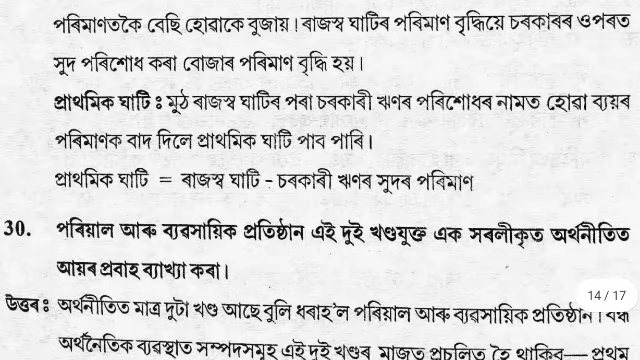 পৰিমাণতকৈ বেছি হোৱাকে বুজায়। ৰাজস্ব ঘাটিৰ পৰিমাণ বৃদ্ধিয়ে চৰকাৰৰ ওপৰত
সুদ পৰিশোধ কৰা বোজাৰ পৰিমাণ বৃদ্ধি হয়।
প্ৰাথমিক ঘাটি ঃ মুঠ ৰাজস্ব ঘাটিৰ পৰা চৰকাৰী ঋণৰ পৰিশোধৰ নামত হোৱা ব্যয়ৰ
পৰিমাণক বাদ দিলে প্ৰাথমিক ঘাটি পাব পাৰি।
প্ৰাথমিক ঘাটি = ৰাজস্ব ঘাটি - চৰকাৰী ঋণৰ সুদৰ পৰিমাণ
30. পৰিয়াল আৰু ব্যৱসায়িক প্ৰতিষ্ঠান এই দুই খণ্ডযুক্ত এক সৰলীকৃত অৰ্থনীতিত
আয়ৰ প্ৰবাহ ব্যাখ্যা কৰা।
উত্তৰ ঃ অৰ্থনীতিত মাত্ৰ দুটা খণ্ড আছে বুলি ধৰাহ'ল পৰিয়াল আৰু ব্যৱসায়িক প্ৰতিষ্ঠান।
14 / 17
অৰ্থনৈতিক ব্যৱস্থাত সম্পদসমূহ এই দুই খণ্ডৰ মাজত প্ৰচলিত হৈ থাকিব— প্ৰথম